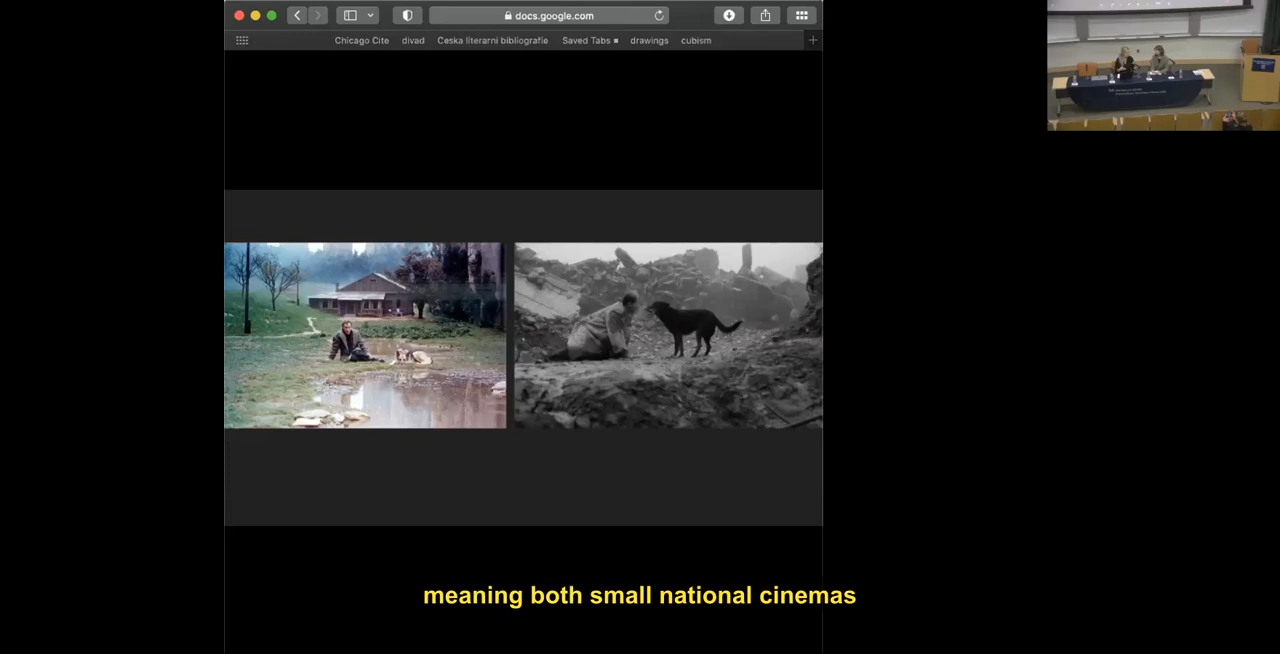 docs.google.com
Chicago Cite divad Ceska literarni bibliografie Saved Tabs drawings cubism
meaning both small national cinemas